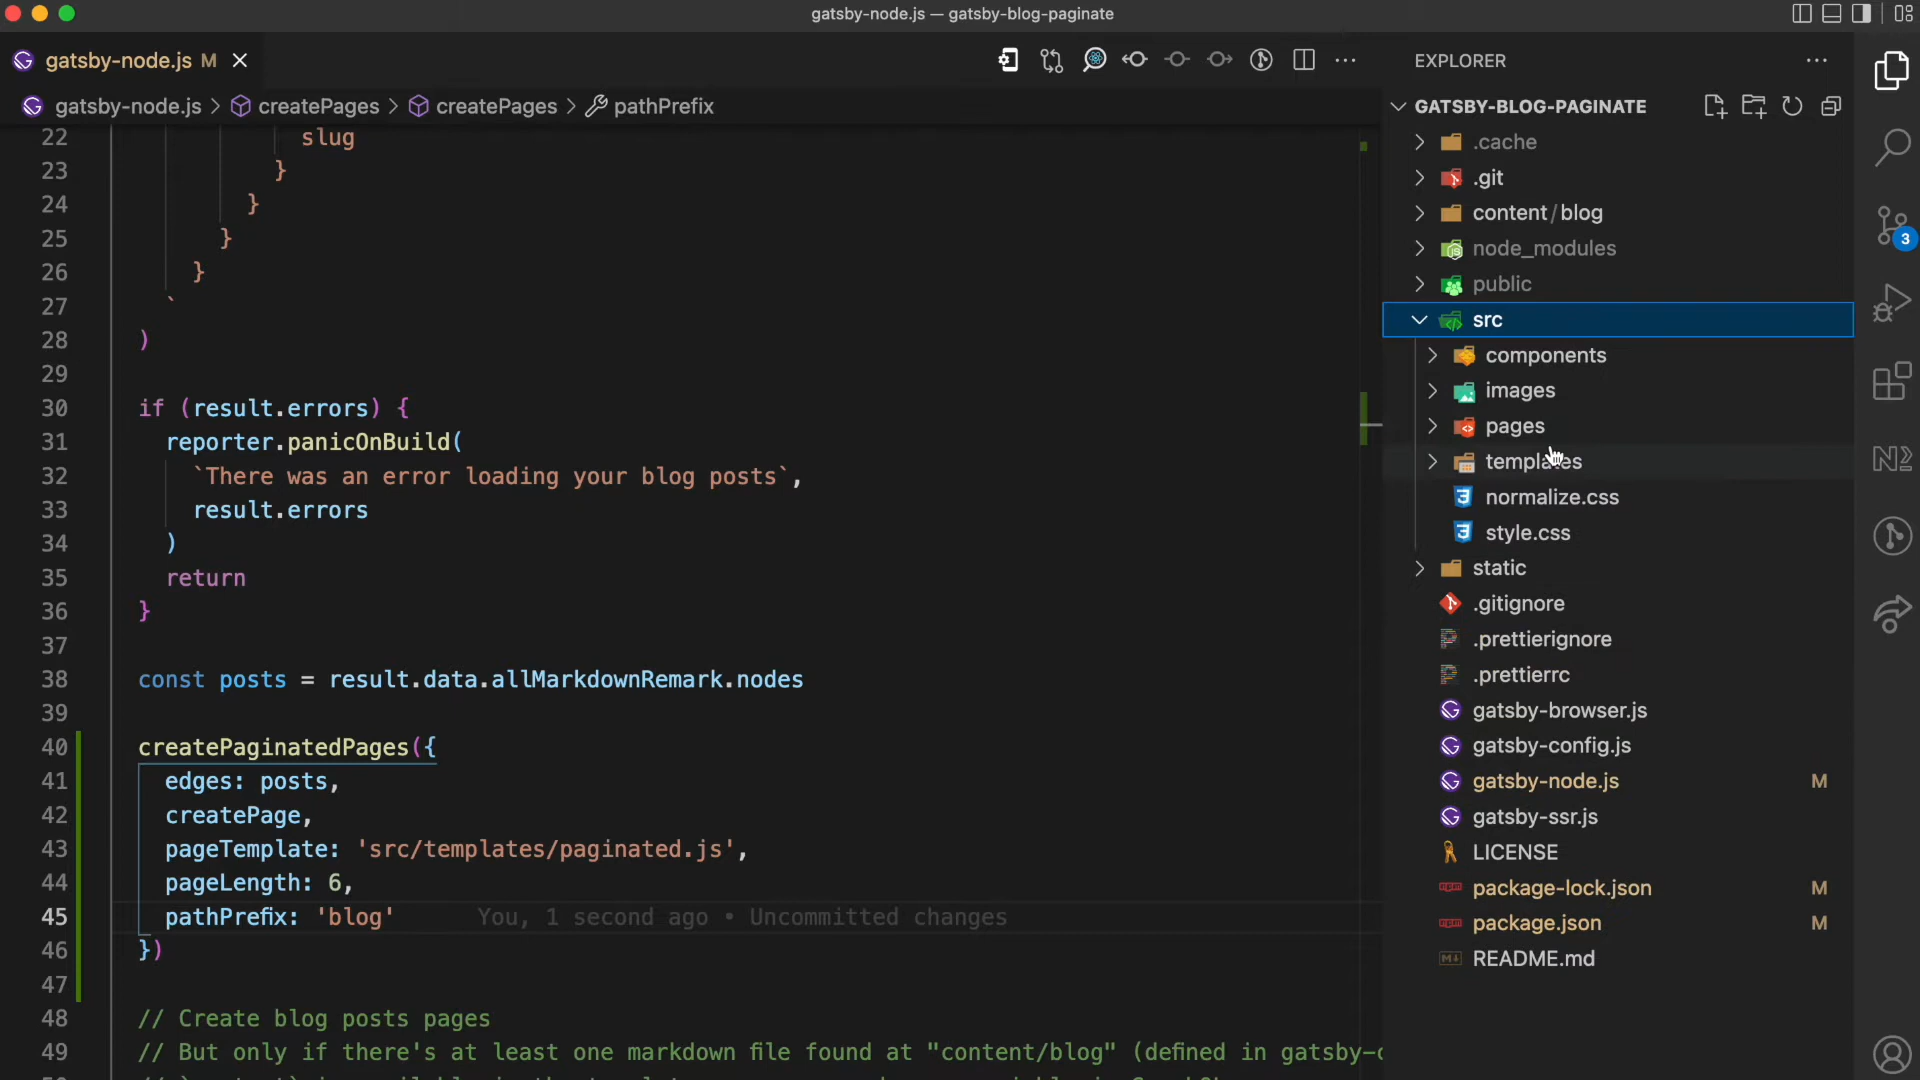 gatsby-node.js — gatsby-blog-paginate
gatsby-node.js M
gatsby-node.js > createPages > createPages > pathPrefix
22 slug
23 }
24 }
25 }
26 }
27 `
28 )
29
30 if (result.errors) {
31 reporter.panicOnBuild(
32 `There was an error loading your blog posts`,
33 result.errors
34 )
35 return
36 }
37
38 const posts = result.data.allMarkdownRemark.nodes
39
40 createPaginatedPages({
41 edges: posts,
42 createPage,
43 pageTemplate: 'src/templates/paginated.js',
44 pageLength: 6,
45 pathPrefix: 'blog' You, 1 second ago • Uncommitted changes
46 })
47
48 // Create blog posts pages
49 // But only if there's at least one markdown file found at "content/blog" (defined in gatsby-c
EXPLORER
GATSBY-BLOG-PAGINATE
.cache
.git
content/blog
node_modules
public
src
components
images
pages
templates
normalize.css
style.css
static
.gitignore
.prettierignore
.prettierrc
gatsby-browser.js
gatsby-config.js
gatsby-node.js M
gatsby-ssr.js
LICENSE
package-lock.json M
package.json M
README.md
3